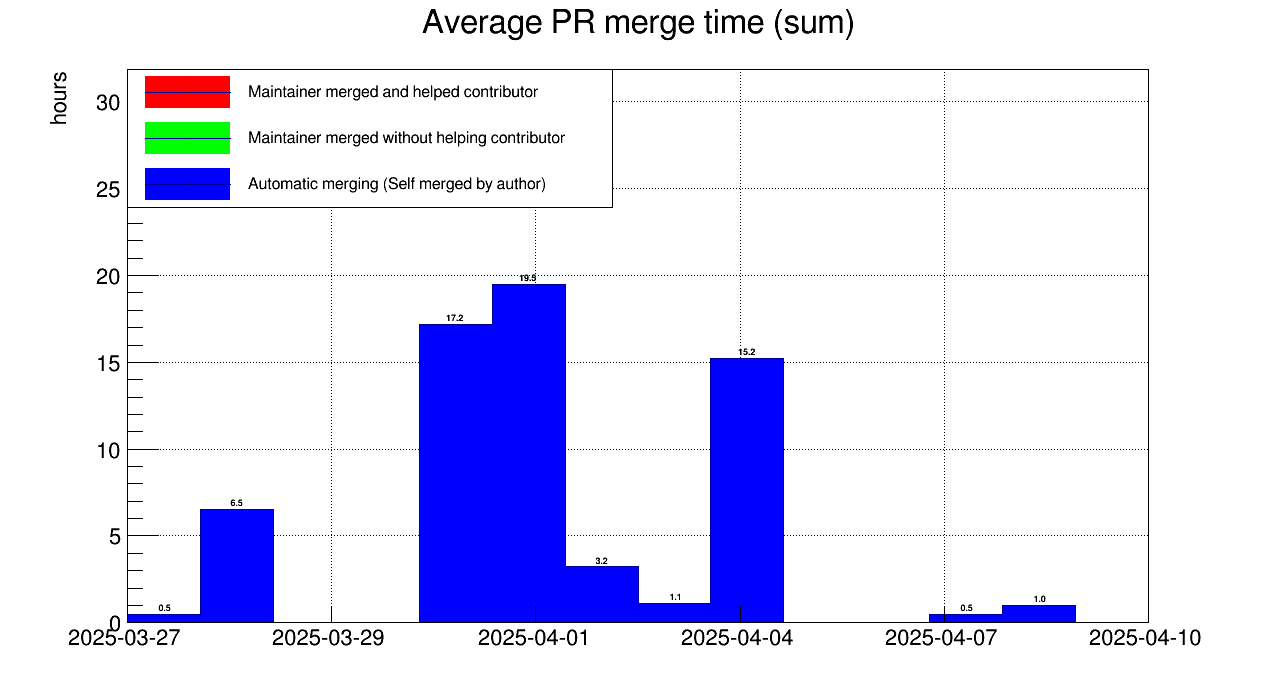 Average PR merge time (sum)
hours
Maintainer merged and helped contributor
Maintainer merged without helping contributor
Automatic merging (Self merged by author)
30
25
20
15
10
5
0
19.5
17.2
15.2
6.5
3.2
1.1
1.0
0.5
0.5
2025-03-27 2025-03-29 2025-04-01 2025-04-04 2025-04-07 2025-04-10